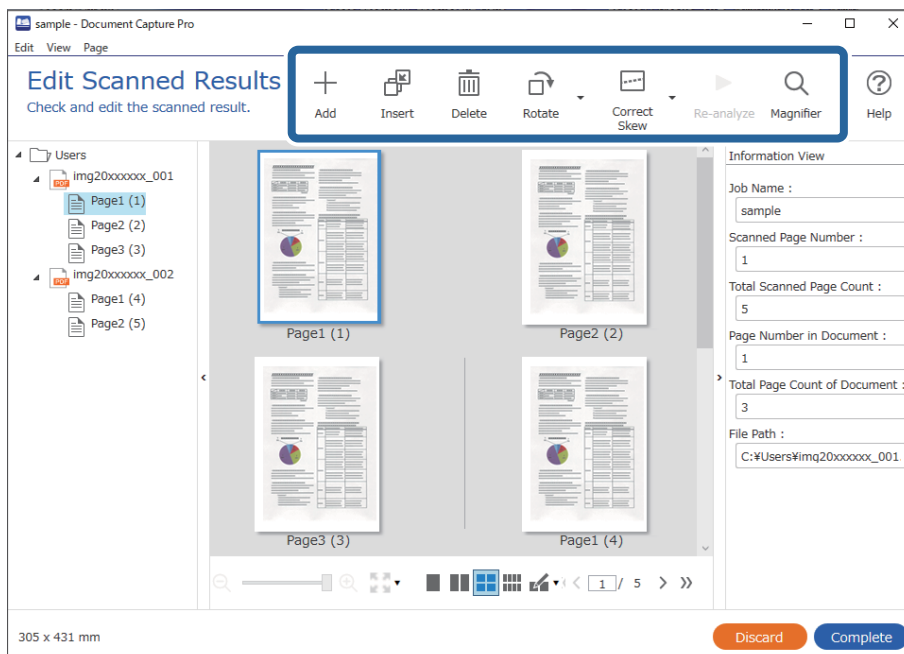 sample - Document Capture Pro
Edit View Page
Edit Scanned Results
Check and edit the scanned result.
Add
Insert
Delete
Rotate
Correct
Skew
Re-analyze
Magnifier
Help
Users
PDF img20xxxxxx_001
Page1 (1)
Page2 (2)
Page3 (3)
PDF img20xxxxxx_002
Page1 (4)
Page2 (5)
Page1 (1)
Page2 (2)
Page3 (3)
Page1 (4)
1 / 5
Information View
Job Name :
sample
Scanned Page Number :
1
Total Scanned Page Count :
5
Page Number in Document :
1
Total Page Count of Document :
3
File Path :
C:¥Users¥img20xxxxxx_001.
305 x 431 mm
Discard
Complete